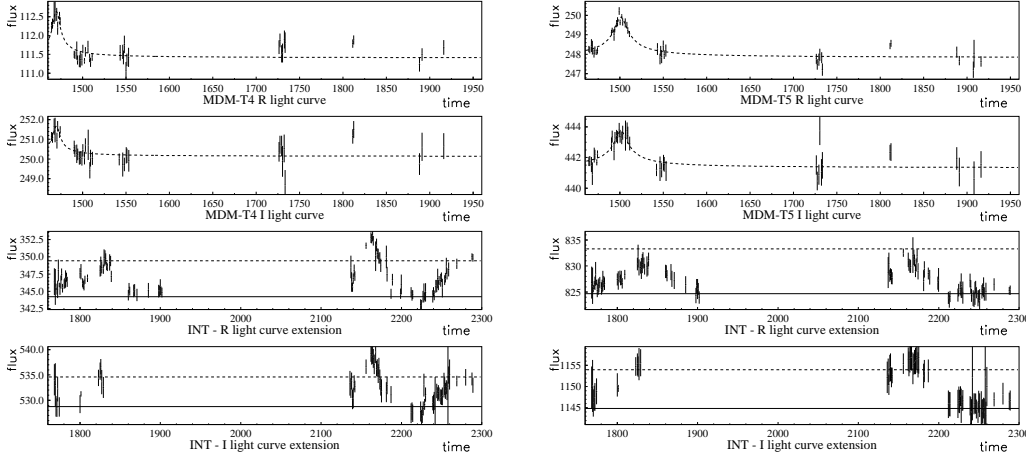 flux
112.5
112.0
111.5
111.0
1500 1550 1600 1650 1700 1750 1800 1850 1900 1950
MDM-T4 R light curve
time
flux
252.0
251.0
250.0
249.0
1500 1550 1600 1650 1700 1750 1800 1850 1900 1950
MDM-T4 I light curve
time
flux
352.5
350.0
347.5
345.0
342.5
1800 1900 2000 2100 2200 2300
INT - R light curve extension
time
flux
540.0
535.0
530.0
1800 1900 2000 2100 2200 2300
INT - I light curve extension
time
flux
250
249
248
247
1500 1550 1600 1650 1700 1750 1800 1850 1900 1950
MDM-T5 R light curve
time
flux
444
442
440
1500 1550 1600 1650 1700 1750 1800 1850 1900 1950
MDM-T5 I light curve
time
flux
835
830
825
1800 1900 2000 2100 2200 2300
INT - R light curve extension
time
flux
1155
1150
1145
1800 1900 2000 2100 2200 2300
INT - I light curve extension
time